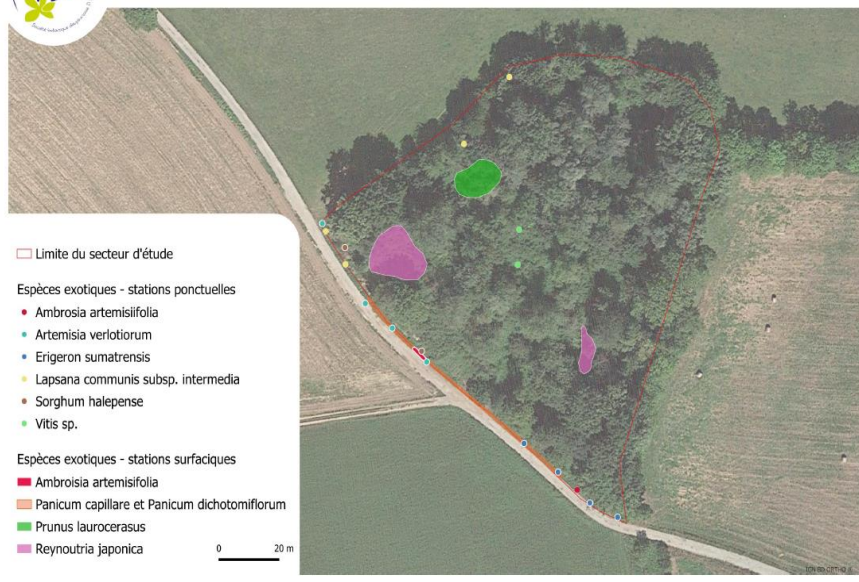 Limite du secteur d'étude
Espèces exotiques - stations ponctuelles
Ambrosia artemisiifolia
Artemisia verlotiorum
Erigeron sumatrensis
Lapsana communis subsp. intermedia
Sorghum halepense
Vitis sp.
Espèces exotiques - stations surfaciques
Ambroisia artemisifolia
Panicum capillare et Panicum dichotomiflorum
Prunus laurocerasus
Reynoutria japonica
0 20 m